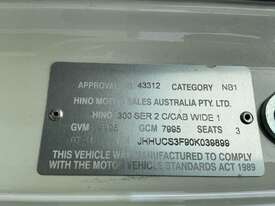 APPROVAL 43312 CATEGORY NB1
HINO MOTOR SALES AUSTRALIA PTY. LTD.
HINO 300 SER 2 C/CAB WIDE 1
GVM GCM 7995 SEATS 3
JHHUCS3F90K039899
THIS VEHICLE WAS MANUFACTURED TO COMPLY
WITH THE MOTOR VEHICLE STANDARDS ACT 1989